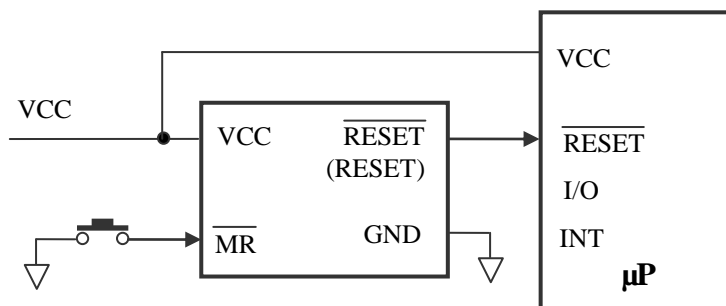 VCC
VCC
VCC
RESET
(RESET)
RESET
I/O
MR
GND
INT
µP